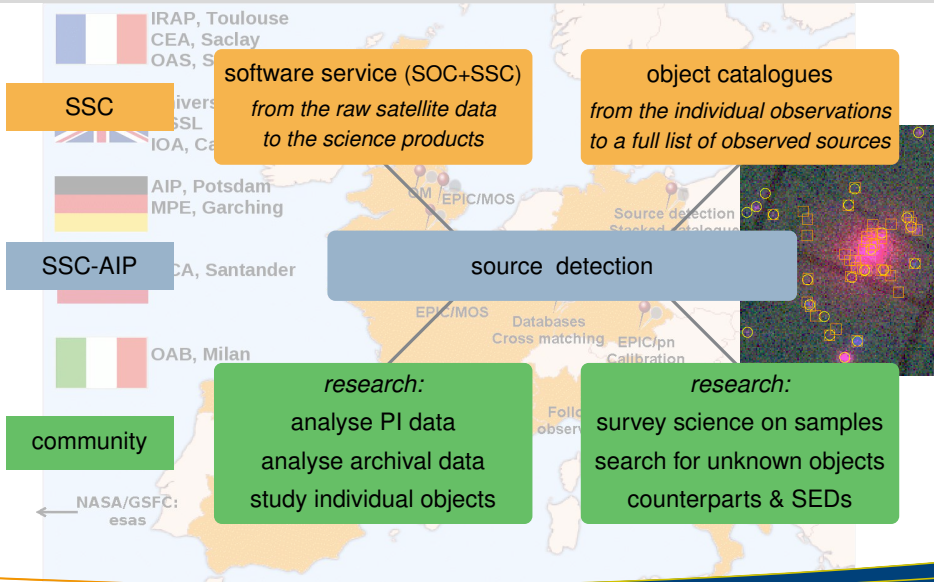 IRAP, Toulouse
CEA, Saclay
OAS, S
software service (SOC+SSC)
from the raw satellite data
to the science products
object catalogues
from the individual observations
to a full list of observed sources
SSC
SSL
IOA, Ca
AIP, Potsdam
MPE, Garching
OM
EPIC/MOS
Source detection
Stacked catalogue
SSC-AIP
CA, Santander
source detection
EPIC/MOS
Databases
Cross matching
EPIC/pn
Calibration
OAB, Milan
community
research:
analyse PI data
analyse archival data
study individual objects
research:
survey science on samples
search for unknown objects
counterparts & SEDs
NASA/GSFC:
esas